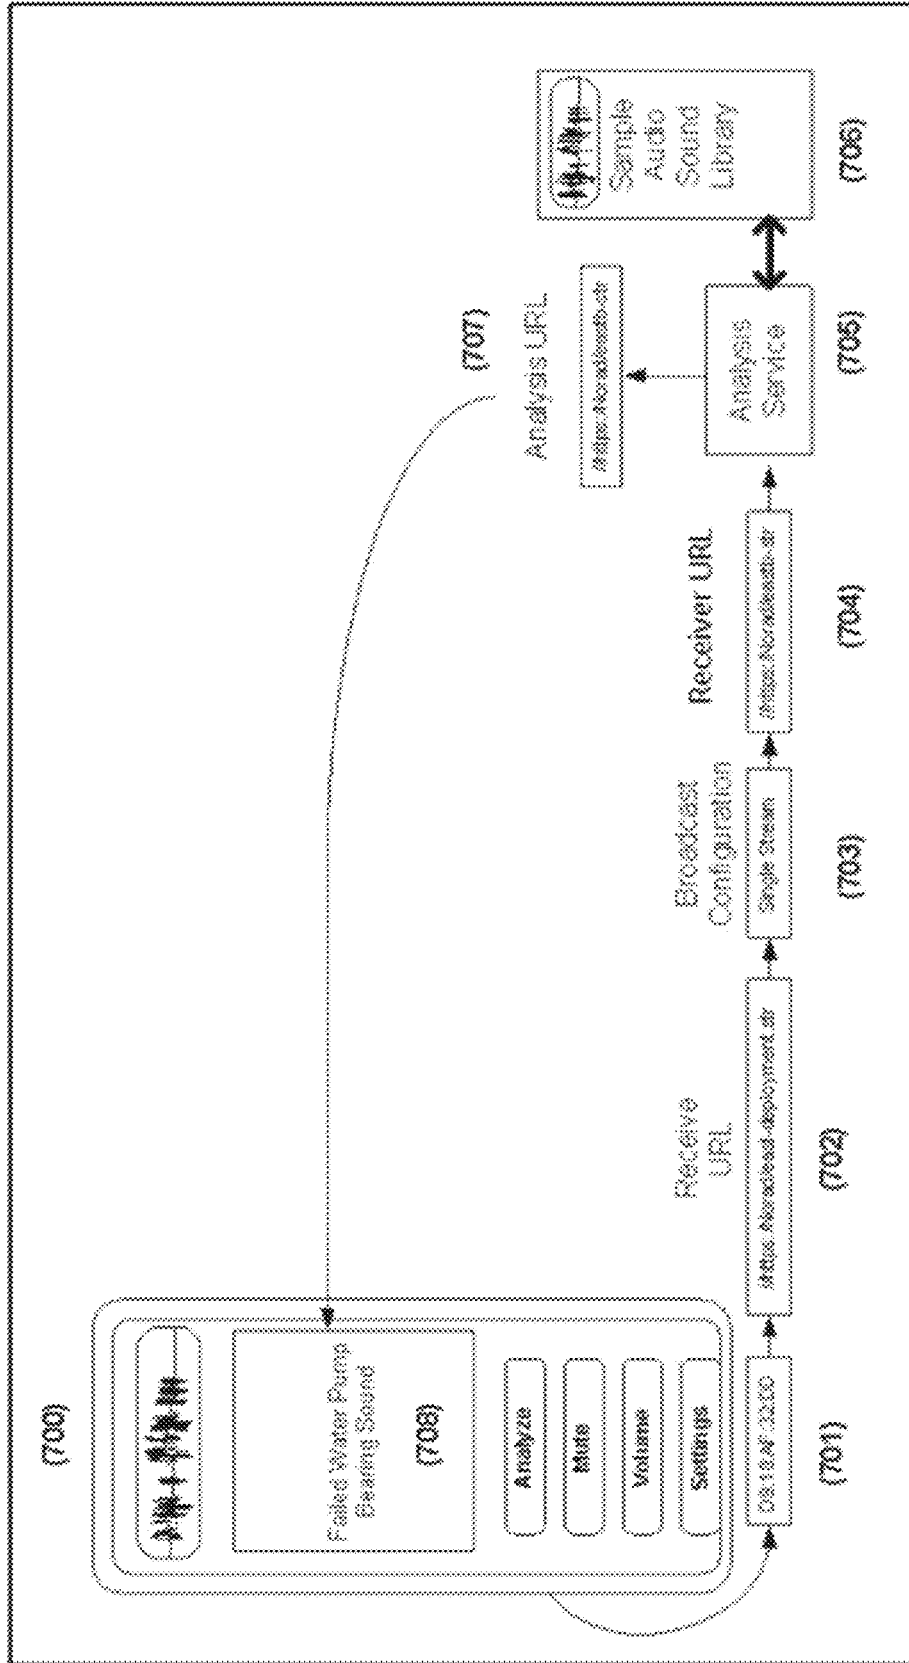 (700)
Failed Water Pump
Bearing Sound
(708)
Analyze
Mute
Volume
Settings
(701)
Receive
URL
(702)
Broadcast
Configuration
Single Stream
(703)
Receiver URL
(704)
(707)
Analysis URL
Analysis
Service
(705)
Sample
Audio
Sound
Library
(706)